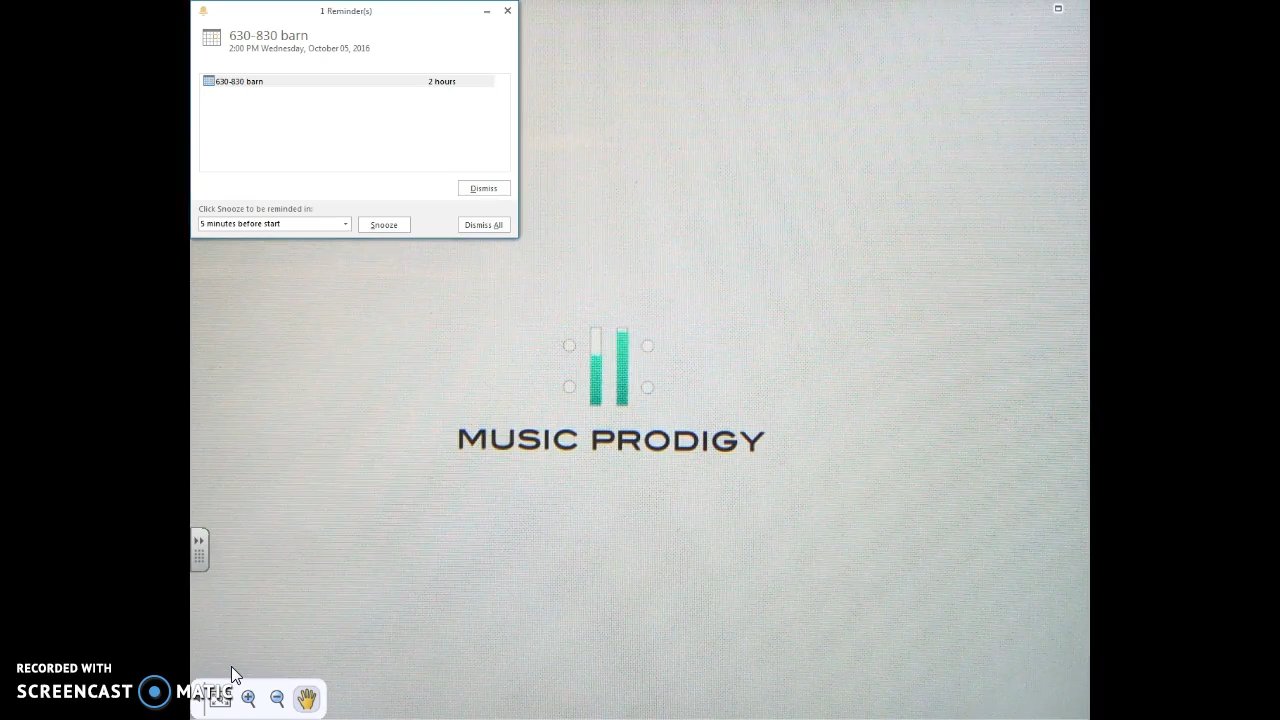 1 Reminder(s)
630-830 barn
2:00 PM Wednesday, October 05, 2016
630-830 barn 2 hours
Dismiss
Click Snooze to be reminded in:
5 minutes before start Snooze Dismiss All
MUSIC PRODIGY
RECORDED WITH
SCREENCAST MATIC